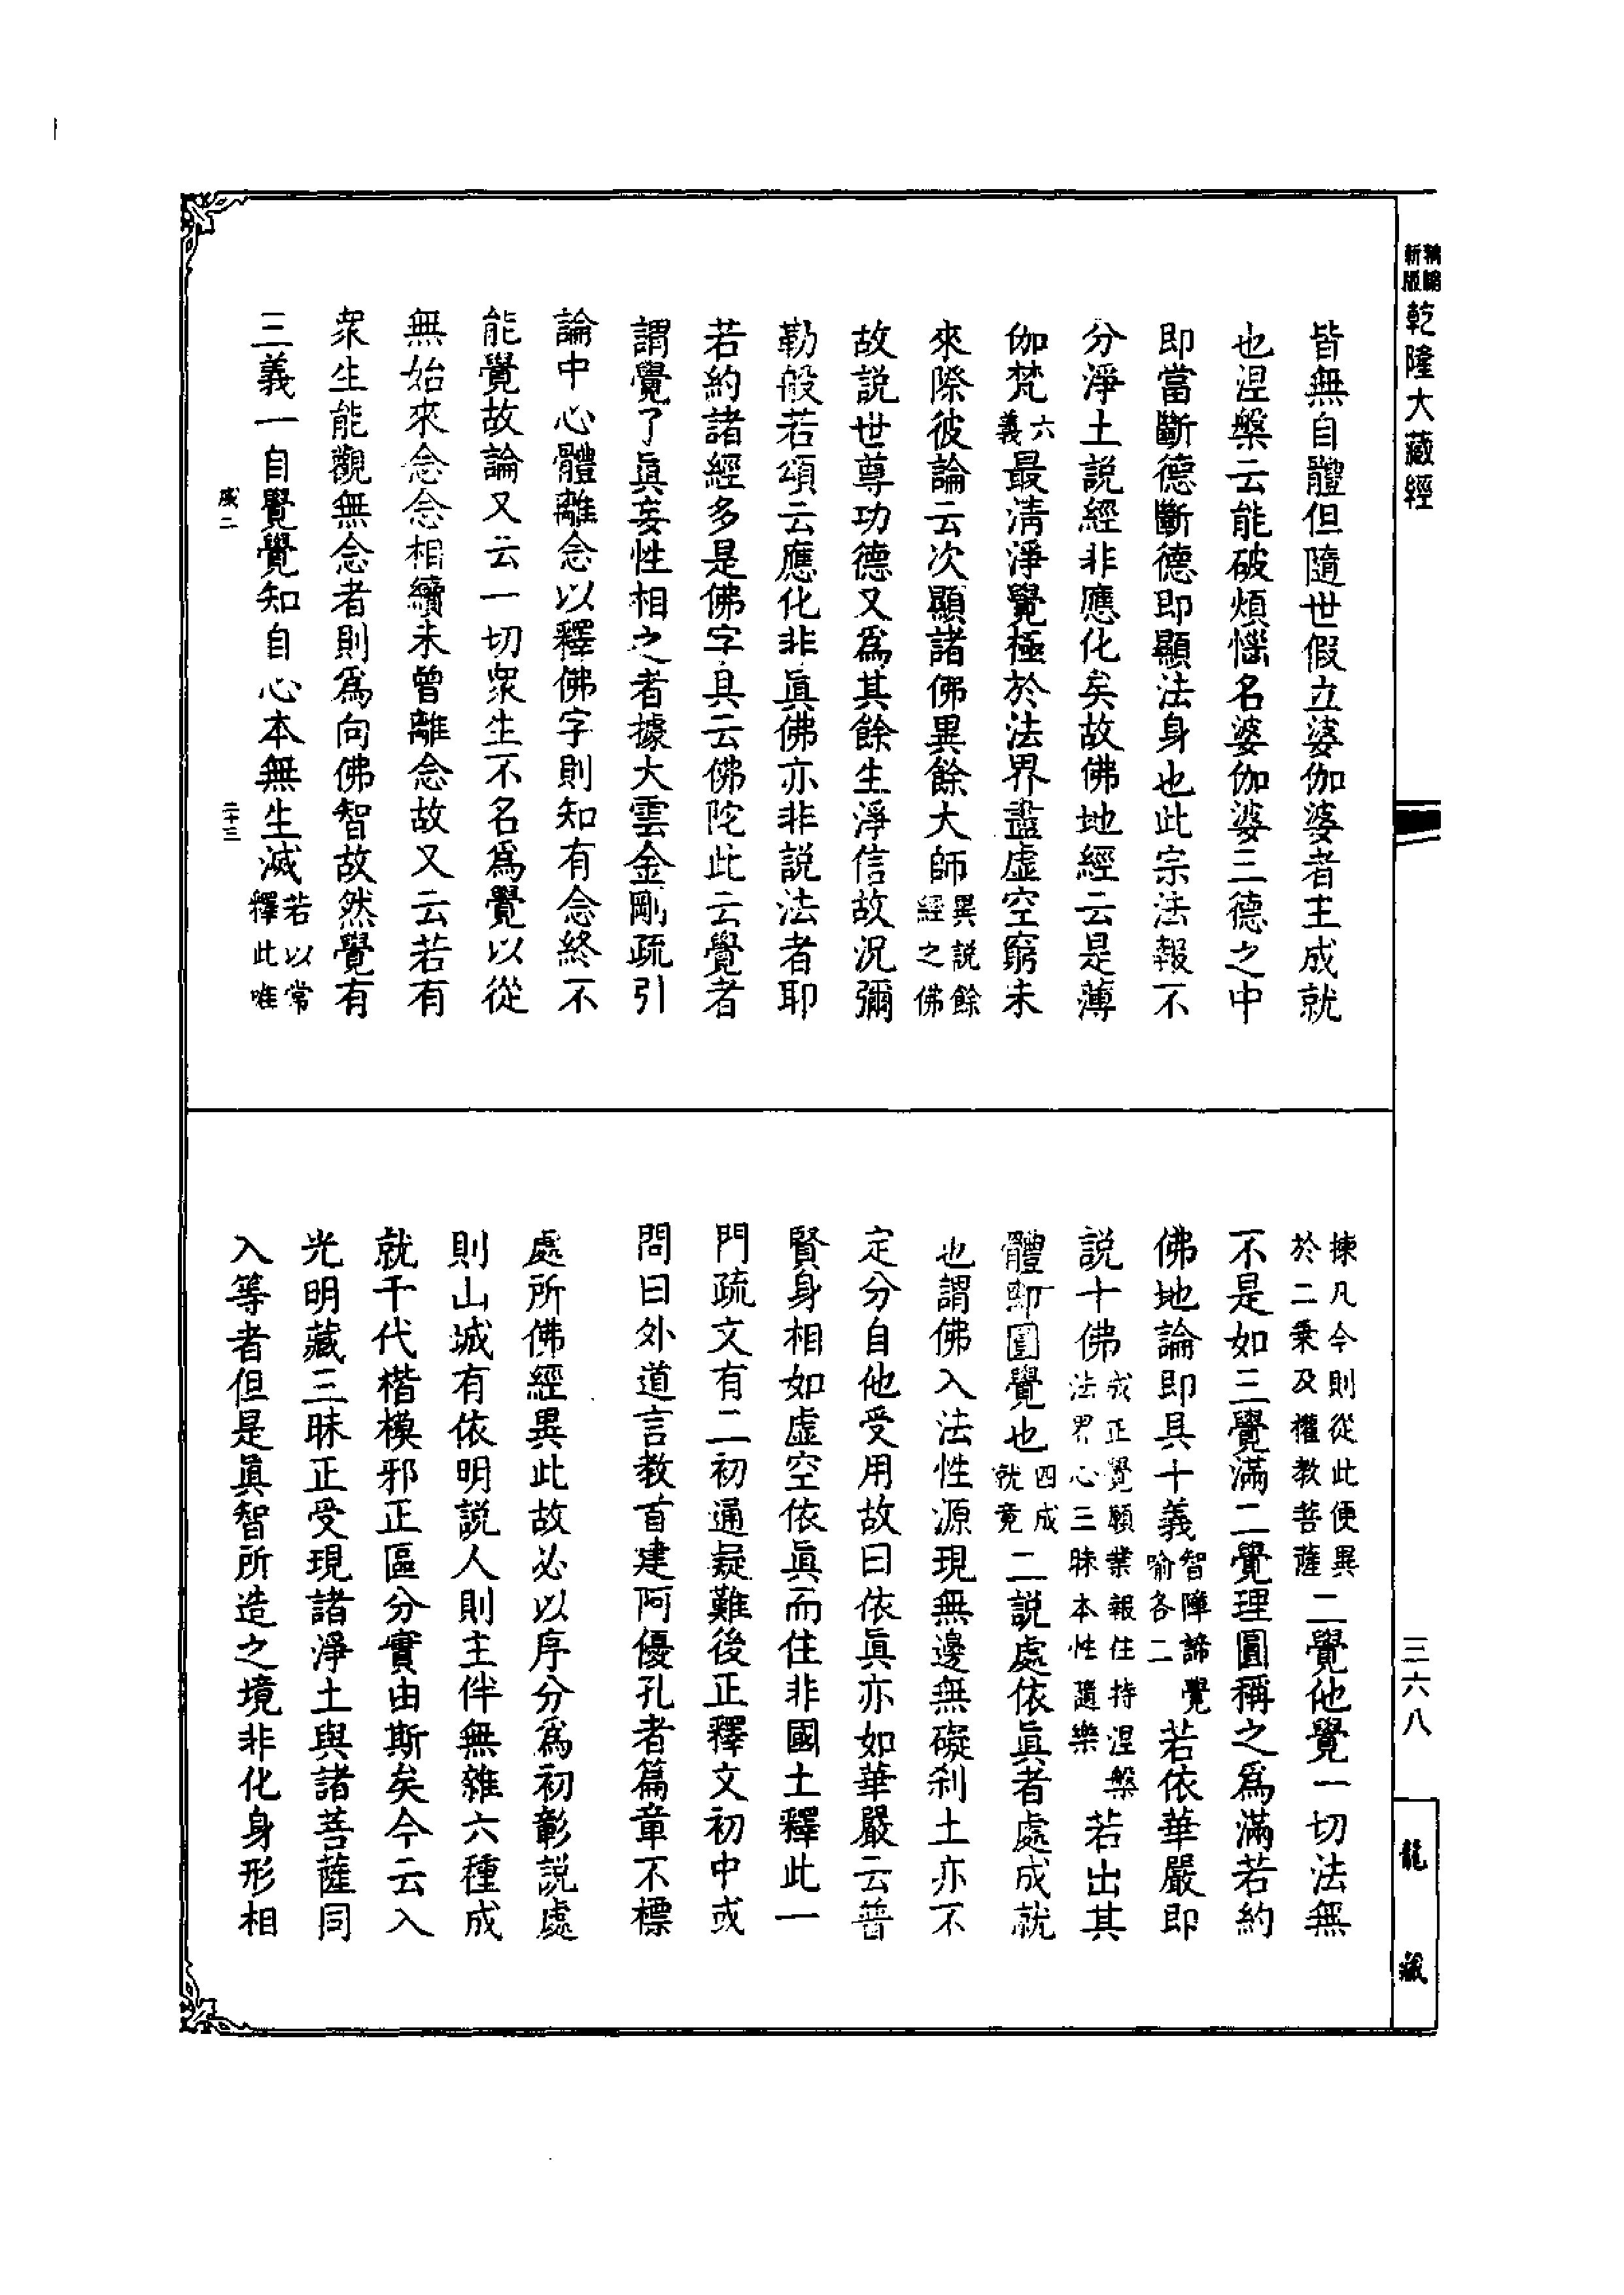 精編
新版
乾隆大藏經
三六八
龍藏
皆無自體但隨世假立婆伽婆者主成就
也涅槃云能破煩惱名婆伽婆三德之中
即當斷德斷德即顯法身也此宗法報不
分淨土說經非應化矣故佛地經云是薄
伽梵六義最清淨覺極於法界盡虛空窮未
來際彼論云次顯諸佛異餘大師異說餘經之佛
故說世尊功德又為其餘生淨信故況彌
勒般若頌云應化非眞佛亦非說法者耶
若約諸經多是佛字具云佛陀此云覺者
謂覺了眞妄性相之者據大雲金剛疏引
論中心體離念以釋佛字則知有念終不
能覺故論又云一切衆生不名為覺以從
無始來念念相續未曾離念故又云若有
衆生能觀無念者則為向佛智故然覺有
三義一自覺覺知自心本無生滅若以常釋此唯
咸二
二十三
揀凡今則從此便異於二乘及權教菩薩二覺他覺一切法無
不是如三覺滿二覺理圓稱之為滿若約
佛地論即具十義智障諦覺喻各二若依華嚴即
說十佛成正覺願業報住持涅槃法界心三昧本性隨樂若出其
體即圓覺也四成就竟二說處依眞者處成就
也謂佛入法性源現無邊無礙剎土亦不
定分自他受用故曰依眞亦如華嚴云普
賢身相如虛空依眞而住非國土釋此一
門疏文有二初通疑難後正釋文初中或
問曰外道言教首建阿優孔者篇章不標
處所佛經異此故必以序分為初彰說處
則山城有依明說人則主伴無雜六種成
就千代楷模邪正區分實由斯矣今云入
光明藏三昧正受現諸淨土與諸菩薩同
入等者但是眞智所造之境非化身形相